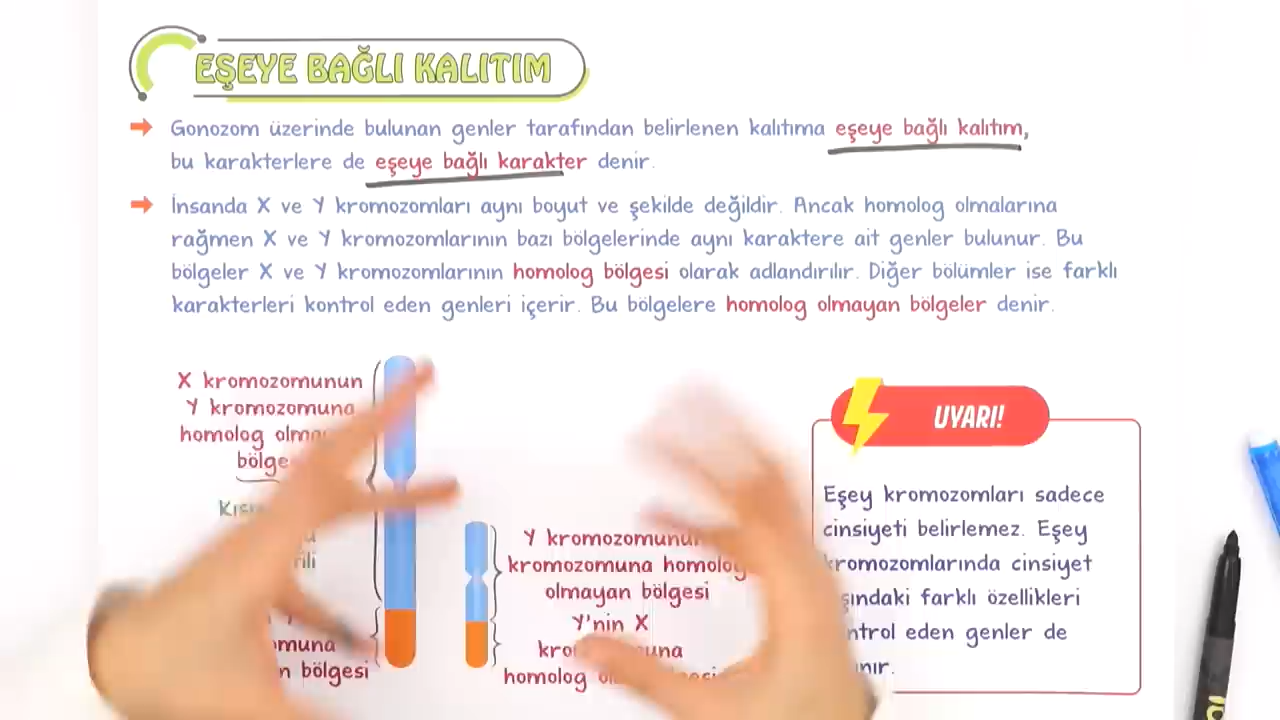 EŞEYE BAĞLI KALITIM
Gonozom üzerinde bulunan genler tarafından belirlenen kalıtıma eşeye bağlı kalıtım,
bu karakterlere de eşeye bağlı karakter denir.
İnsanda X ve Y kromozomları aynı boyut ve şekilde değildir. Ancak homolog olmalarına
rağmen X ve Y kromozomlarının bazı bölgelerinde aynı karaktere ait genler bulunur. Bu
bölgeler X ve Y kromozomlarının homolog bölgesi olarak adlandırılır. Diğer bölümler ise farklı
karakterleri kontrol eden genleri içerir. Bu bölgelere homolog olmayan bölgeler denir.
X kromozomunun
Y kromozomuna
homolog
bölgesi
Y kromozomuna homolog
olmayan bölgesi
Y'nin X
homolog
UYARI!
Eşey kromozomları sadece
cinsiyeti belirlemez. Eşey
kromozomlarında cinsiyet
farklı özellikleri
eden genler de